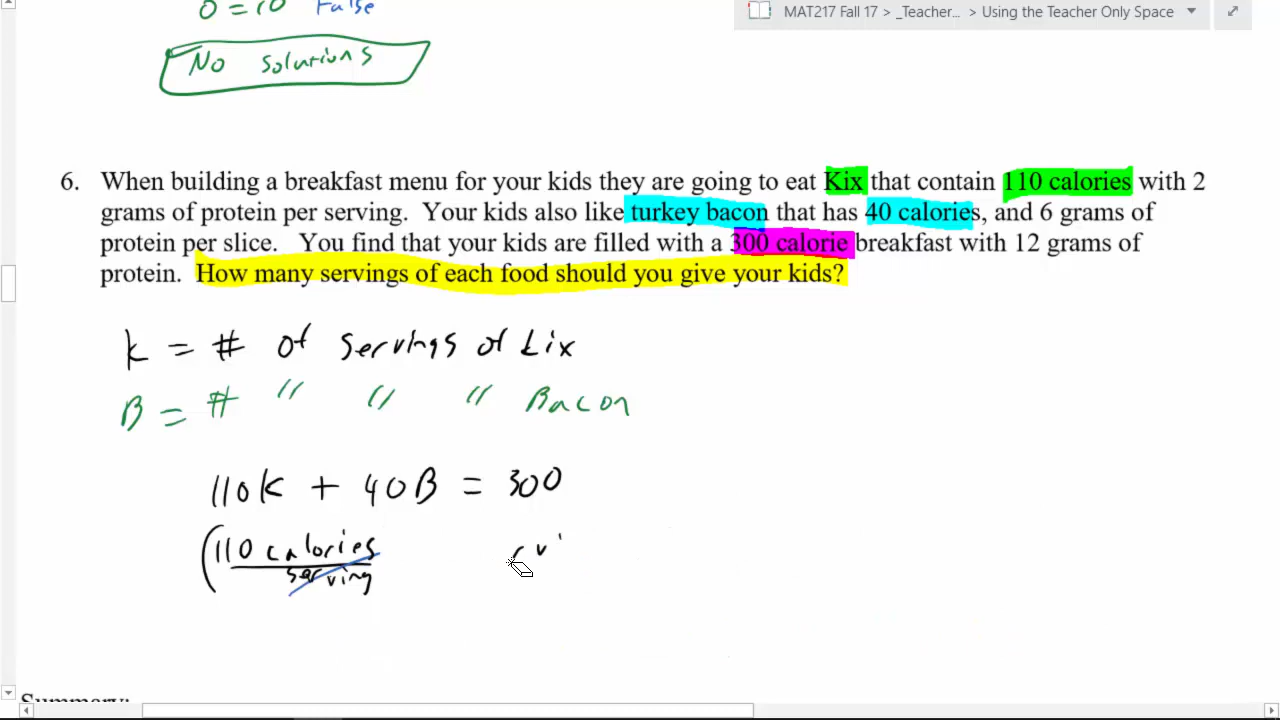 0 = 10 False
MAT217 Fall 17 > _Teacher... > Using the Teacher Only Space
No solutions
6. When building a breakfast menu for your kids they are going to eat Kix that contain 110 calories with 2
grams of protein per serving. Your kids also like turkey bacon that has 40 calories, and 6 grams of
protein per slice. You find that your kids are filled with a 300 calorie breakfast with 12 grams of
protein. How many servings of each food should you give your kids?
K = # of servings of Kix
B = # " " " Bacon
110K + 40B = 300
(110 calories
serving
Summary: